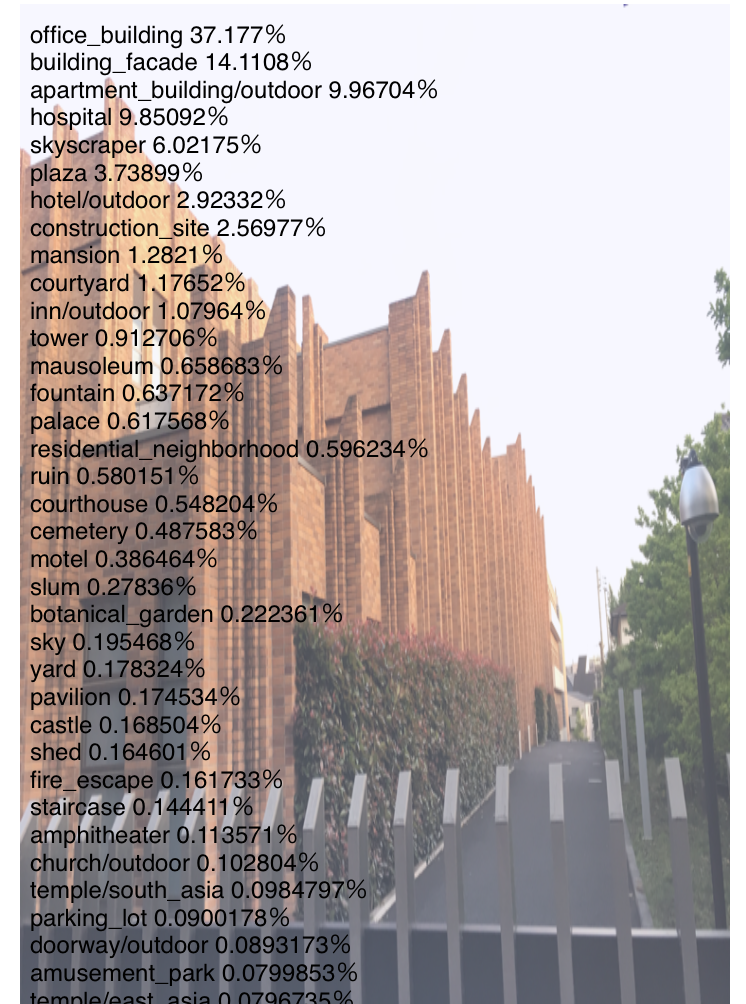 office_building 37.177%
building_facade 14.1108%
apartment_building/outdoor 9.96704%
hospital 9.85092%
skyscraper 6.02175%
plaza 3.73899%
hotel/outdoor 2.92332%
construction_site 2.56977%
mansion 1.2821%
courtyard 1.17652%
inn/outdoor 1.07964%
tower 0.912706%
mausoleum 0.658683%
fountain 0.637172%
palace 0.617568%
residential_neighborhood 0.596234%
ruin 0.580151%
courthouse 0.548204%
cemetery 0.487583%
motel 0.386464%
slum 0.27836%
botanical_garden 0.222361%
sky 0.195468%
yard 0.178324%
pavilion 0.174534%
castle 0.168504%
shed 0.164601%
fire_escape 0.161733%
staircase 0.144411%
amphitheater 0.113571%
church/outdoor 0.102804%
temple/south_asia 0.0984797%
parking_lot 0.0900178%
doorway/outdoor 0.0893173%
amusement_park 0.0799853%
temple/east_asia 0.0796735%